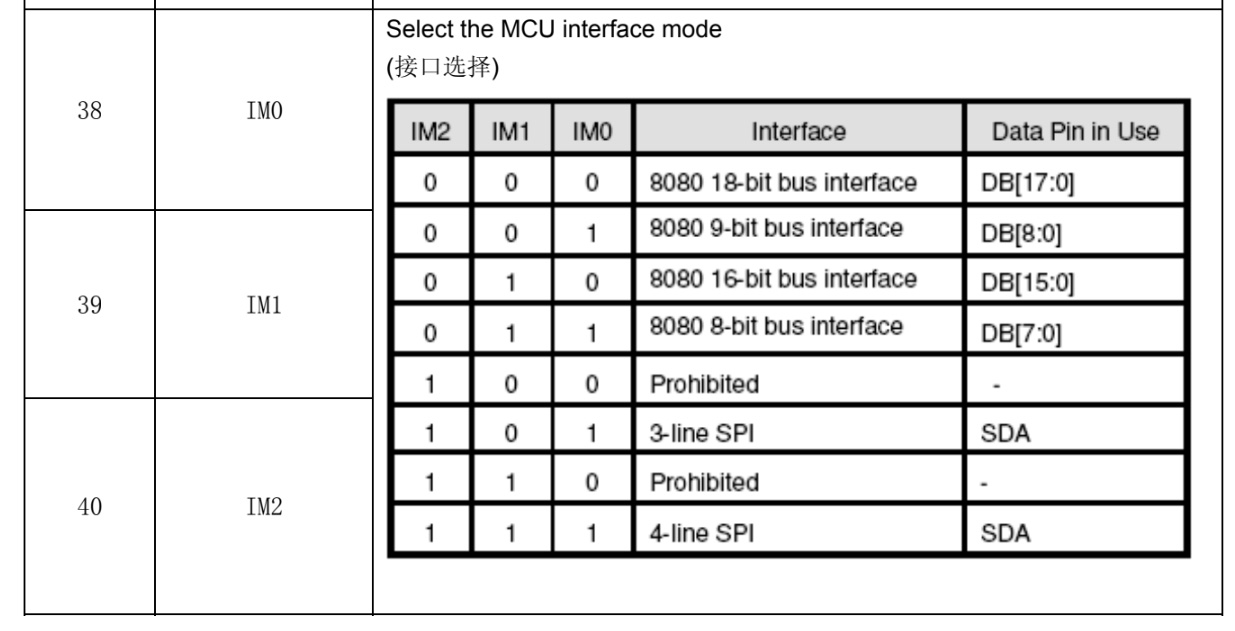 Select the MCU interface mode
(接口选择)
38 IM0
IM2 IM1 IM0 Interface Data Pin in Use
0 0 0 8080 18-bit bus interface DB[17:0]
0 0 1 8080 9-bit bus interface DB[8:0]
0 1 0 8080 16-bit bus interface DB[15:0]
39 IM1
0 1 1 8080 8-bit bus interface DB[7:0]
1 0 0 Prohibited -
1 0 1 3-line SPI SDA
1 1 0 Prohibited -
40 IM2
1 1 1 4-line SPI SDA